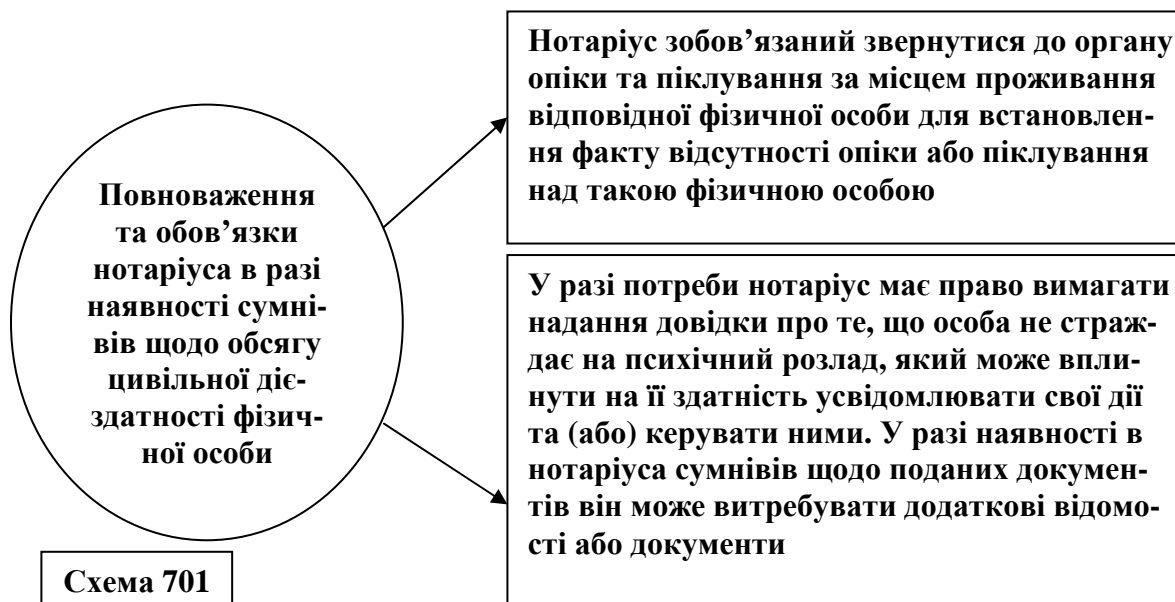 Повноваження
та обов’язки
нотаріуса в разі
наявності сумні-
вів щодо обсягу
цивільної діє-
здатності фізич-
ної особи
Нотаріус зобов’язаний звернутися до органу
опіки та піклування за місцем проживання
відповідної фізичної особи для встановлен-
ня факту відсутності опіки або піклування
над такою фізичною особою
У разі потреби нотаріус має право вимагати
надання довідки про те, що особа не страж-
дає на психічний розлад, який може впли-
нути на її здатність усвідомлювати свої дії
та (або) керувати ними. У разі наявності в
нотаріуса сумнівів щодо поданих докумен-
тів він може витребувати додаткові відомо-
сті або документи
Схема 701